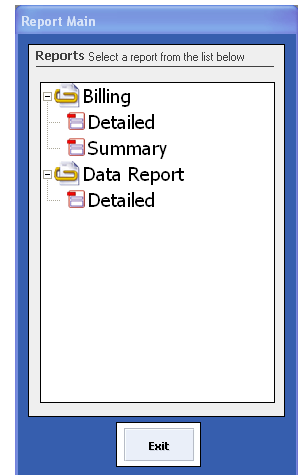 Report Main
Reports Select a report from the list below
Billing
Detailed
Summary
Data Report
Detailed
Exit